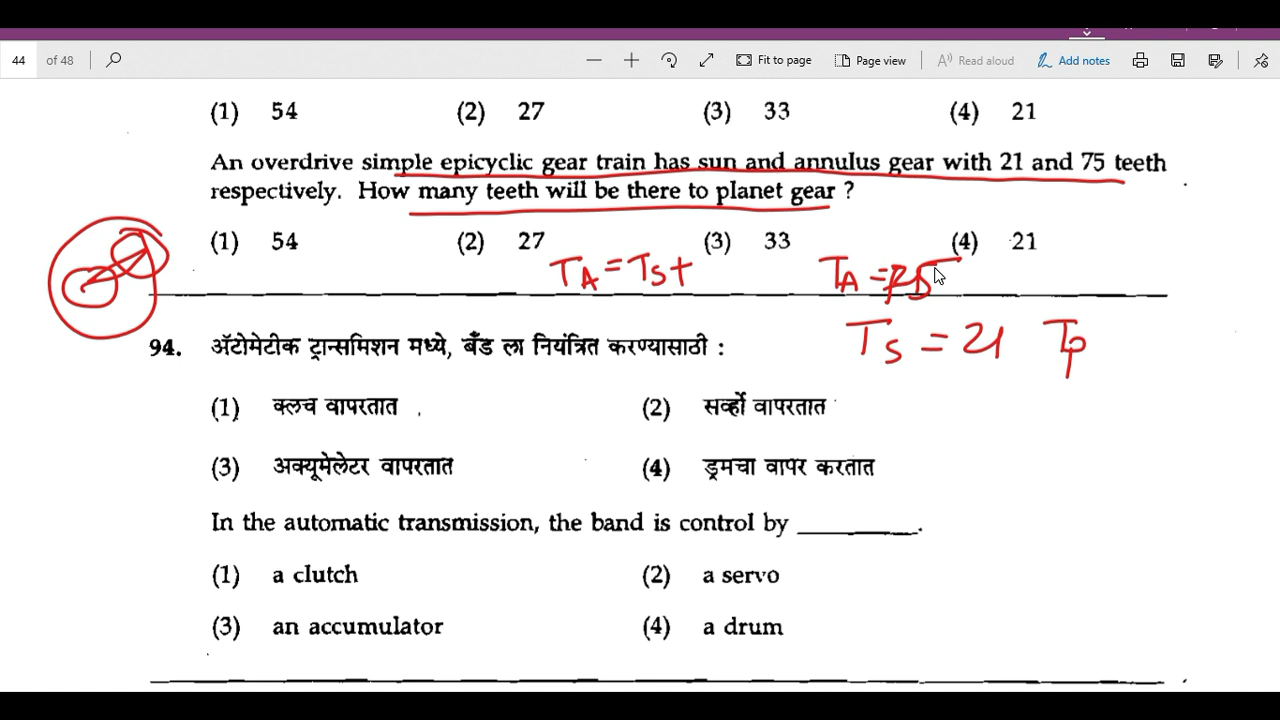 44 of 48 Fit to page Page view Read aloud Add notes
(1) 54 (2) 27 (3) 33 (4) 21
An overdrive simple epicyclic gear train has sun and annulus gear with 21 and 75 teeth
respectively. How many teeth will be there to planet gear ?
(1) 54 (2) 27 (3) 33 (4) 21
TA = TS + TA = 75
TS = 21 Tp
94. ॲटोमेटीक ट्रान्समिशन मध्ये, बँड ला नियंत्रित करण्यासाठी :
(1) क्लच वापरतात (2) सर्व्हो वापरतात
(3) अक्यूमेलेटर वापरतात (4) ड्रमचा वापर करतात
In the automatic transmission, the band is control by ________.
(1) a clutch (2) a servo
(3) an accumulator (4) a drum